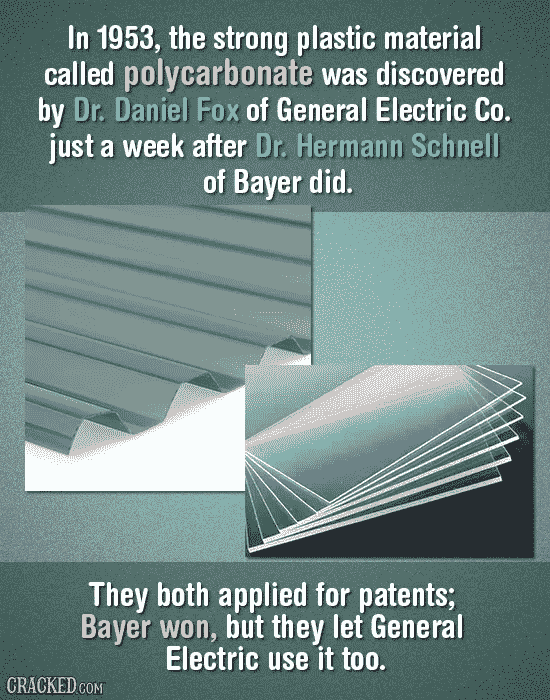 In 1953, the strong plastic material
called polycarbonate was discovered
by Dr. Daniel Fox of General Electric Co.
just a week after Dr. Hermann Schnell
of Bayer did.
They both applied for patents;
Bayer won, but they let General
Electric use it too.
CRACKED.COM